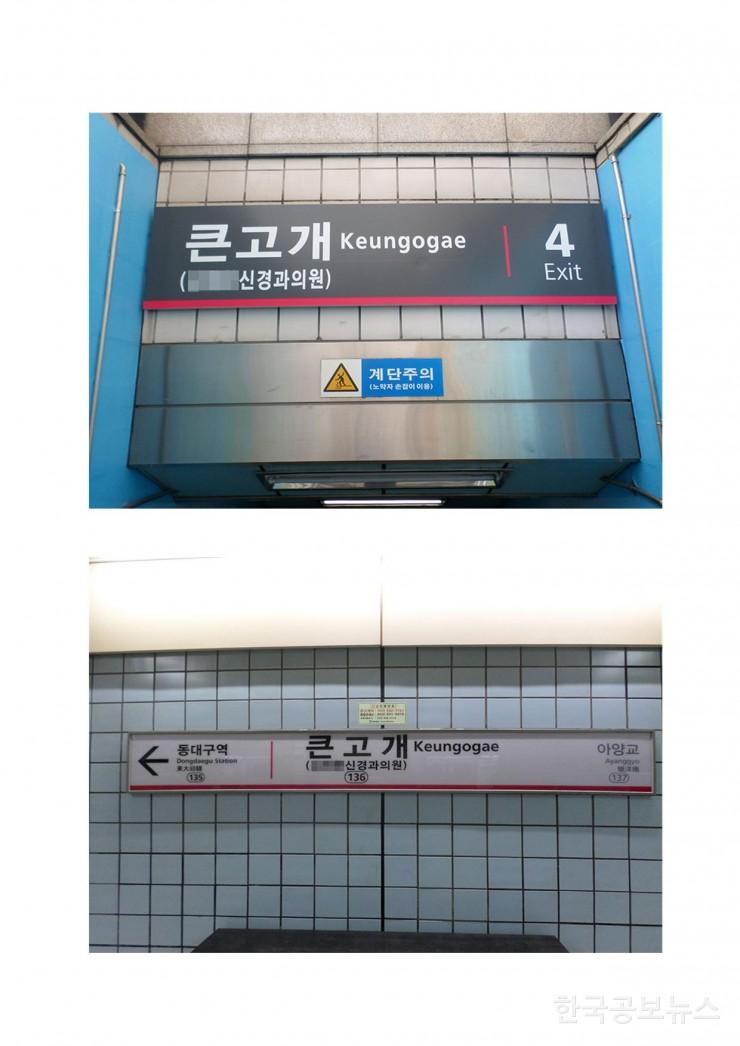 큰고개 Keungogae
(신경과의원)
4
Exit
계단주의
(노약자 손잡이 이용)
동대구역
Dongdaegu Station
東大邱驛
135
큰고개 Keungogae
(신경과의원)
136
아양교
Ayanggyo
137
한국공보뉴스